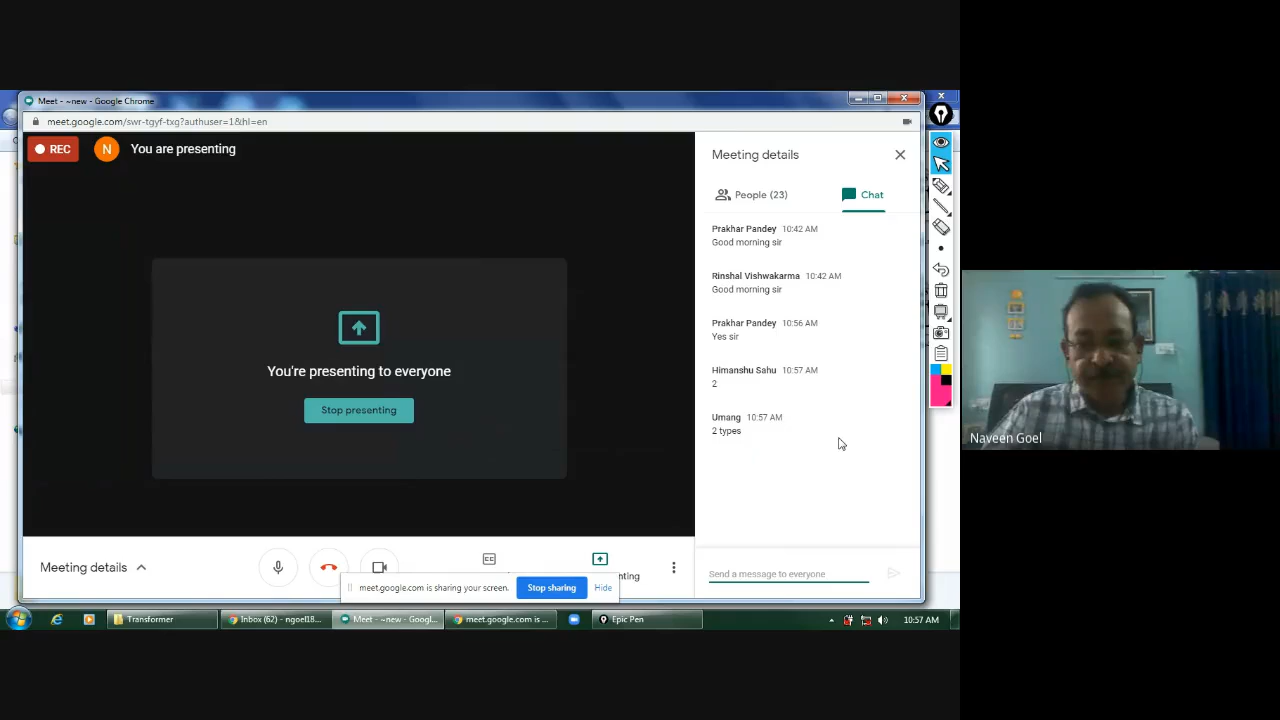 Meet - ~new - Google Chrome
meet.google.com/swr-tgyf-txg?authuser=1&hl=en
REC
N
You are presenting
Meeting details
People (23)
Chat
Prakhar Pandey 10:42 AM
Good morning sir
Rinshal Vishwakarma 10:42 AM
Good morning sir
Prakhar Pandey 10:56 AM
Yes sir
Himanshu Sahu 10:57 AM
2
Umang 10:57 AM
2 types
You're presenting to everyone
Stop presenting
Naveen Goel
Send a message to everyone
Meeting details
CC
nting
meet.google.com is sharing your screen.
Stop sharing
Hide
Transformer
Inbox (62) - ngoel18...
Meet - ~new - Googl...
meet.google.com is ...
Epic Pen
10:57 AM